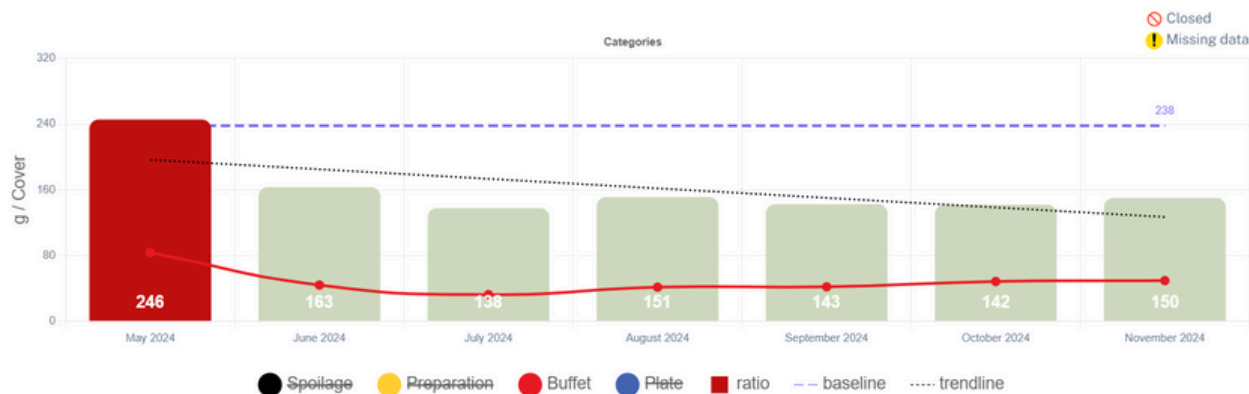 Closed
Categories
Missing data
320
238
240
g / Cover
160
80
246 163 138 151 143 142 150
0
May 2024 June 2024 July 2024 August 2024 September 2024 October 2024 November 2024
Spoilage Preparation Buffet Plate ratio baseline trendline